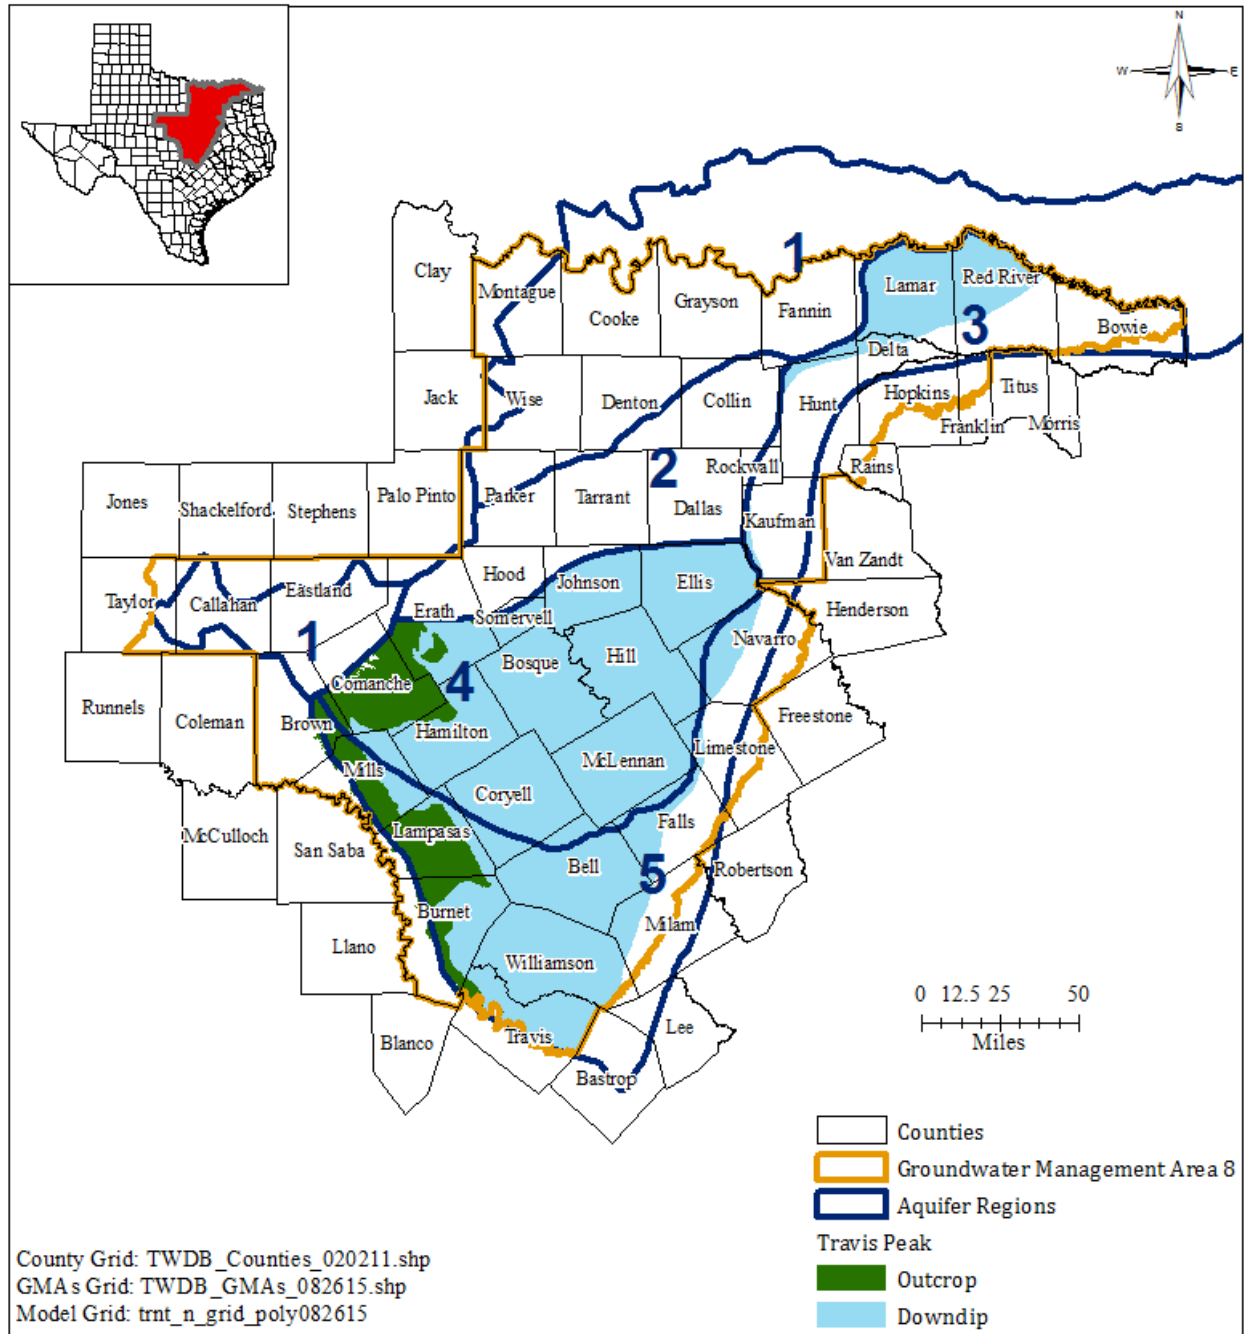 N
W E
S
1
Clay
Montague
Cooke
Grayson
Fannin
Lamar
Red River
3
Bowie
Delta
Jack
Wise
Denton
Collin
Hunt
Hopkins
Titus
Franklin
Morris
2
Rockwall
Rains
Jones
Shackelford
Stephens
Palo Pinto
Parker
Tarrant
Dallas
Kaufman
Van Zandt
Taylor
Callahan
Eastland
Hood
Johnson
Ellis
Erath
Somervell
Henderson
Navarro
1
Comanche
4
Bosque
Hill
Runnels
Coleman
Brown
Hamilton
Freestone
Limestone
McLennan
Mills
Coryell
McCulloch
San Saba
Lampasas
Falls
Bell
5
Robertson
Burnet
Milam
Llano
Williamson
Travis
Blanco
Lee
Bastrop
0 12.5 25 50
Miles
Counties
Groundwater Management Area 8
Aquifer Regions
Travis Peak
Outcrop
Downdip
County Grid: TWDB_Counties_020211.shp
GMAs Grid: TWDB_GMAs_082615.shp
Model Grid: trnt_n_grid_poly082615